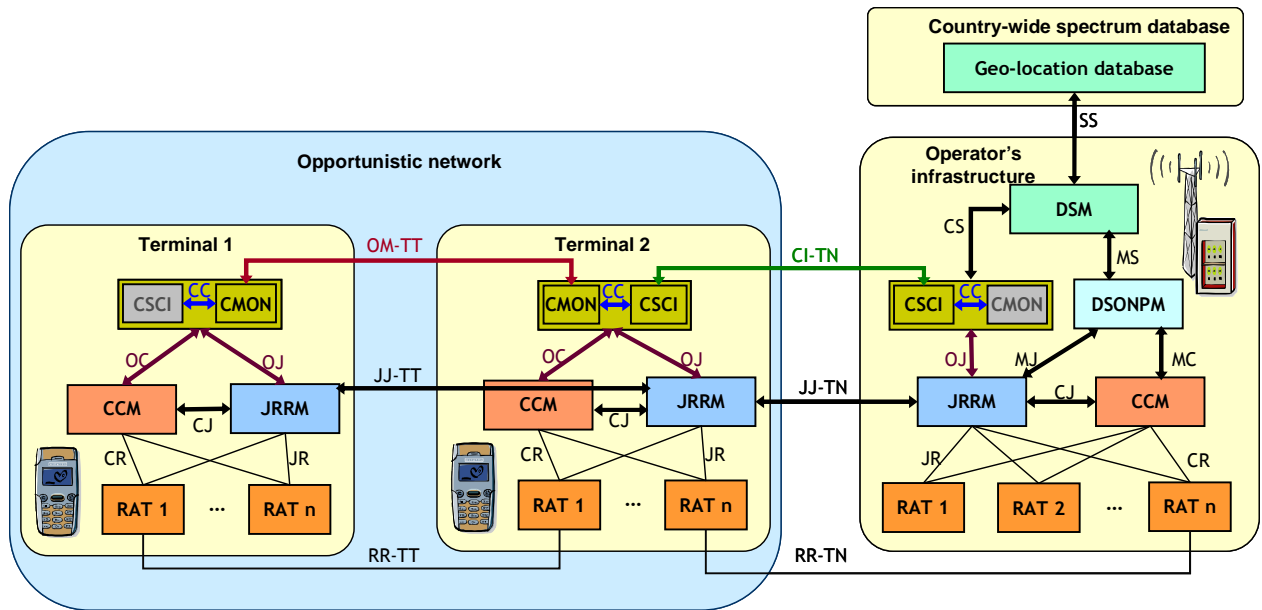 Country-wide spectrum database
Geo-location database
SS
Opportunistic network
Operator's
infrastructure
DSM
CS
MS
Terminal 1
OM-TT
Terminal 2
CI-TN
CSCI
CC
CMON
CMON
CC
CSCI
CSCI
CC
CMON
DSONPM
OC
OJ
OC
OJ
OJ
MJ
MC
JJ-TT
JJ-TN
CCM
CJ
JRRM
CCM
CJ
JRRM
JRRM
CJ
CCM
CR
JR
CR
JR
JR
CR
RAT 1
...
RAT n
RAT 1
...
RAT n
RAT 1
RAT 2
...
RAT n
RR-TT
RR-TN